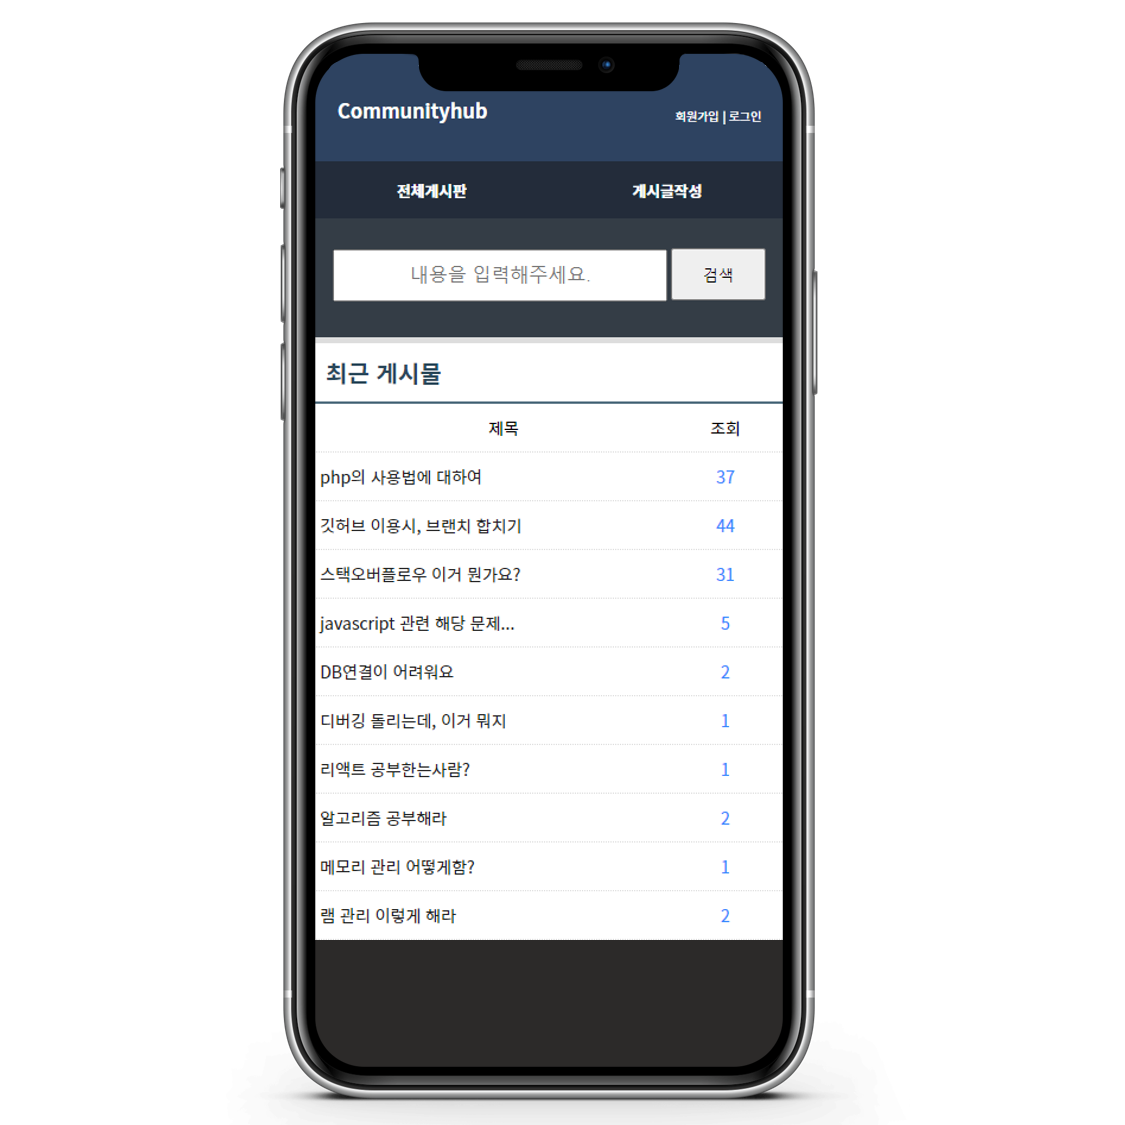 Communityhub
회원가입 | 로그인
전체게시판 게시글작성
내용을 입력해주세요. 검색
최근 게시물
제목 조회
php의 사용법에 대하여 37
깃허브 이용시, 브랜치 합치기 44
스택오버플로우 이거 뭔가요? 31
javascript 관련 해당 문제... 5
DB연결이 어려워요 2
디버깅 돌리는데, 이거 뭐지 1
리액트 공부한는사람? 1
알고리즘 공부해라 2
메모리 관리 어떻게함? 1
램 관리 이렇게 해라 2